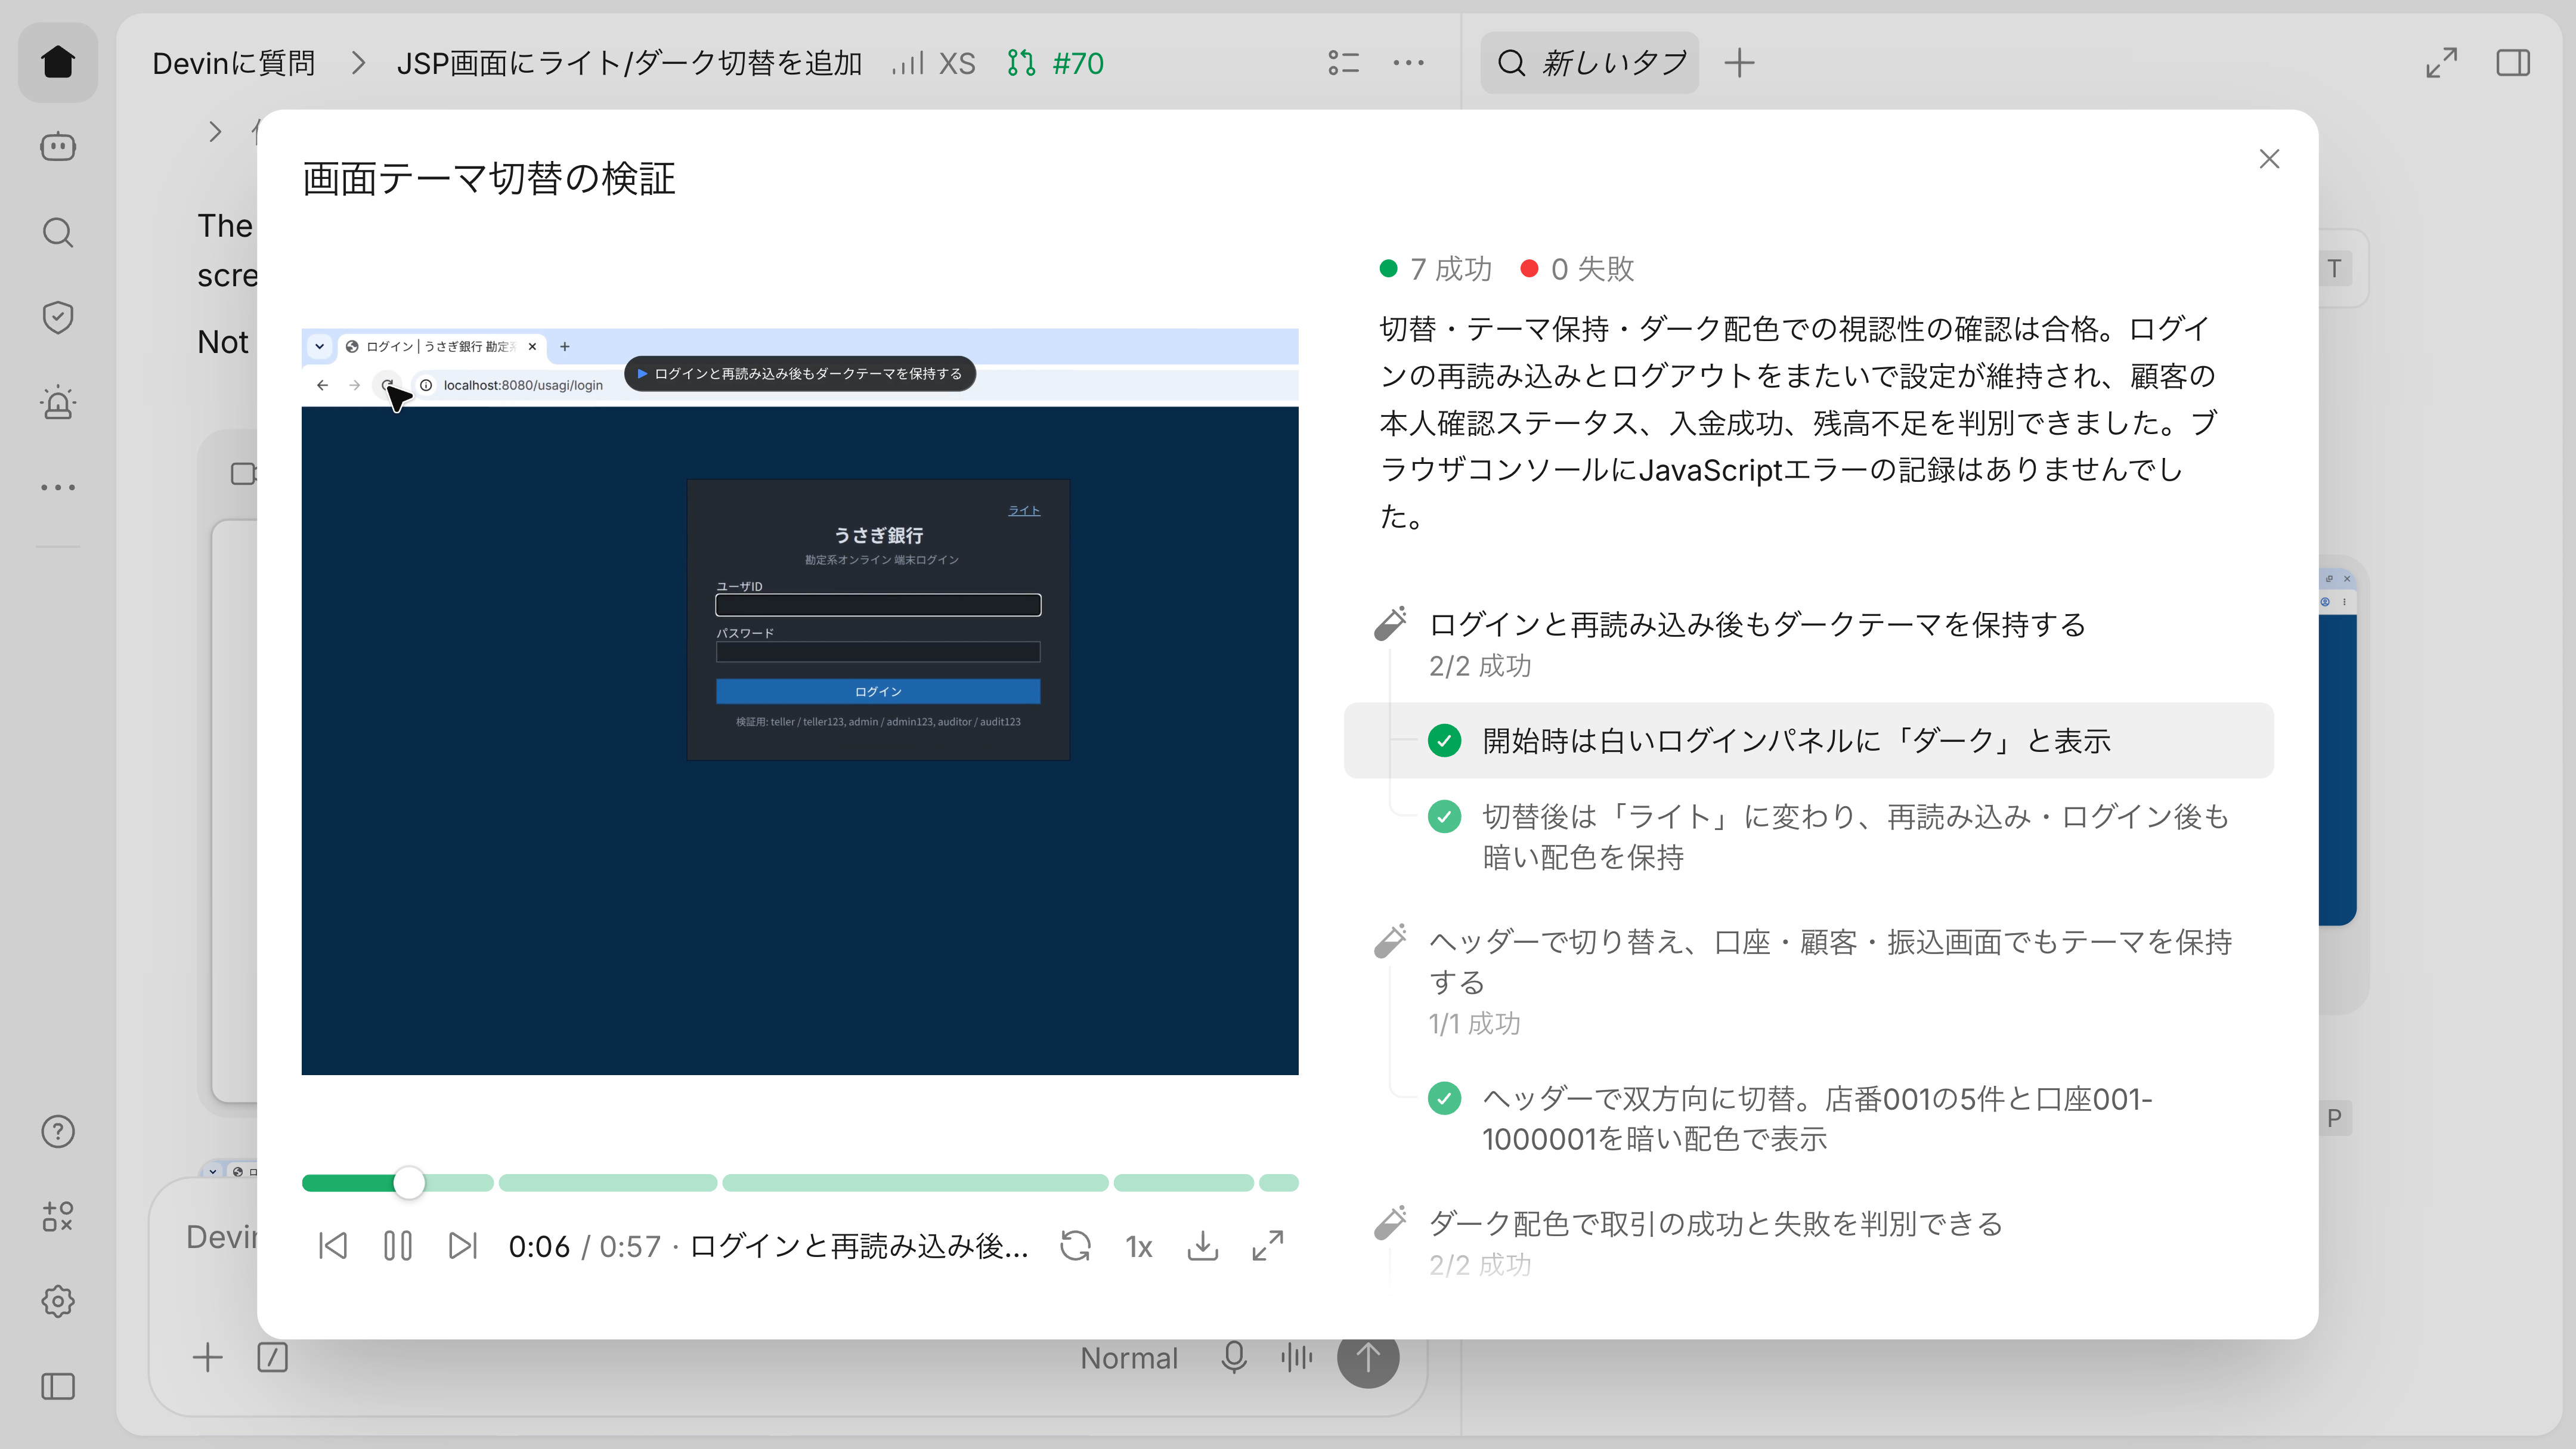 Devinに質問
JSP画面にライト/ダーク切替を追加
XS
#70
新しいタブ
The
scre
Not
T
P
Devin
Normal
画面テーマ切替の検証
ログイン | うさぎ銀行 勘定系
localhost:8080/usagi/login
ログインと再読み込み後もダークテーマを保持する
ライト
うさぎ銀行
勘定系オンライン 端末ログイン
ユーザID
パスワード
ログイン
検証用: teller / teller123, admin / admin123, auditor / audit123
0:06 / 0:57 · ログインと再読み込み後...
1x
7 成功 0 失敗
切替・テーマ保持・ダーク配色での視認性の確認は合格。ログイ
ンの再読み込みとログアウトをまたいで設定が維持され、顧客の
本人確認ステータス、入金成功、残高不足を判別できました。ブ
ラウザコンソールにJavaScriptエラーの記録はありませんでし
た。
ログインと再読み込み後もダークテーマを保持する
2/2 成功
開始時は白いログインパネルに「ダーク」と表示
切替後は「ライト」に変わり、再読み込み・ログイン後も
暗い配色を保持
ヘッダーで切り替え、口座・顧客・振込画面でもテーマを保持
する
1/1 成功
ヘッダーで双方向に切替。店番001の5件と口座001-
1000001を暗い配色で表示
ダーク配色で取引の成功と失敗を判別できる
2/2 成功